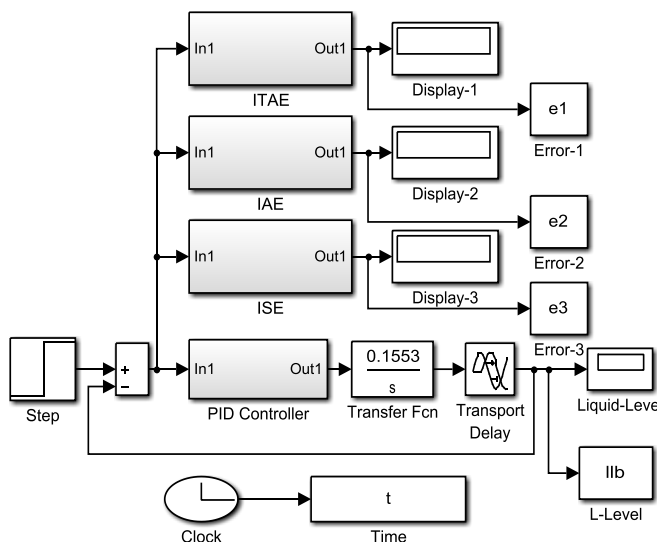 In1 Out1
ITAE
Display-1
e1
Error-1
In1 Out1
IAE
Display-2
e2
Error-2
In1 Out1
ISE
Display-3
e3
Error-3
Step
+
−
In1 Out1
PID Controller
0.1553
s
Transfer Fcn
Transport
Delay
Liquid-Leve
llb
L-Level
Clock
t
Time